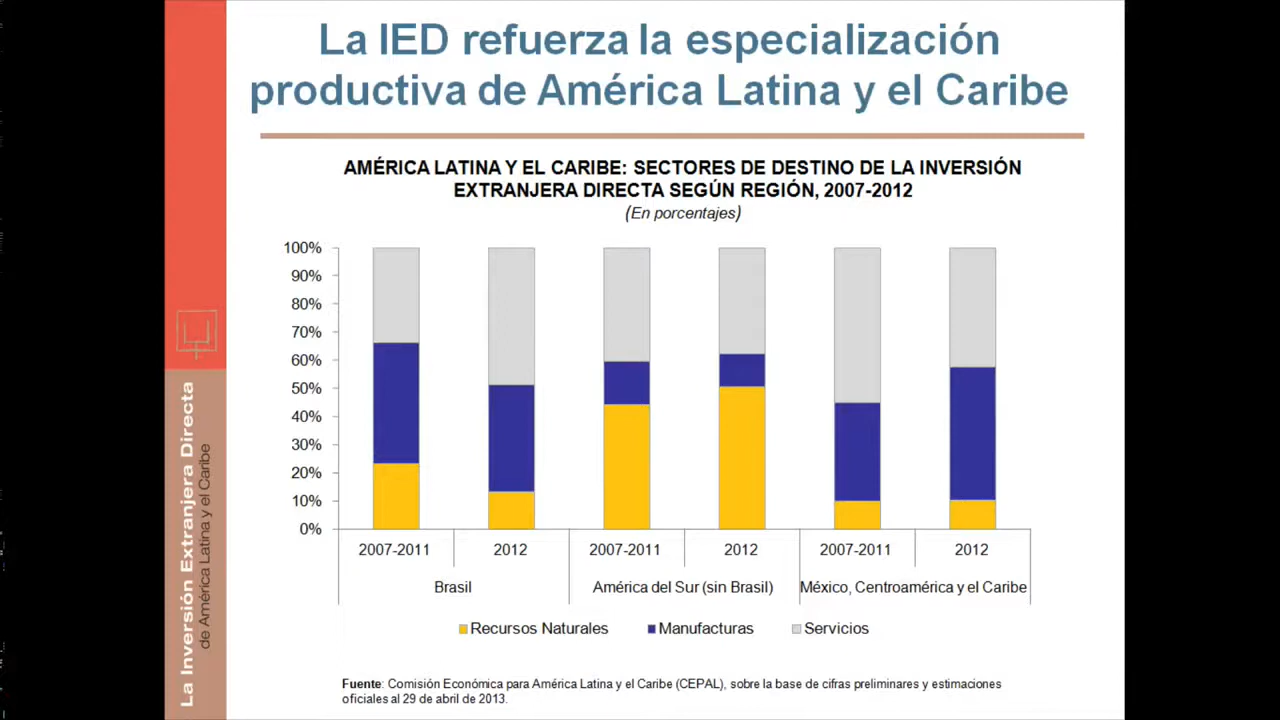 La IED refuerza la especialización
productiva de América Latina y el Caribe
AMÉRICA LATINA Y EL CARIBE: SECTORES DE DESTINO DE LA INVERSIÓN
EXTRANJERA DIRECTA SEGÚN REGIÓN, 2007-2012
(En porcentajes)
100%
90%
80%
70%
60%
50%
40%
30%
20%
10%
0%
2007-2011 2012 2007-2011 2012 2007-2011 2012
Brasil América del Sur (sin Brasil) México, Centroamérica y el Caribe
Recursos Naturales Manufacturas Servicios
Fuente: Comisión Económica para América Latina y el Caribe (CEPAL), sobre la base de cifras preliminares y estimaciones
oficiales al 29 de abril de 2013.
La Inversión Extranjera Directa
de América Latina y el Caribe